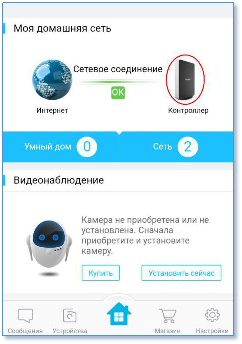 Моя домашняя сеть
Сетевое соединение
OK
Интернет
Контроллер
Умный дом 0
Сеть 2
Видеонаблюдение
Камера не приобретена или не
установлена. Сначала
приобретите и установите
камеру.
Купить
Установить сейчас
Сообщения
Устройства
Магазин
Настройки